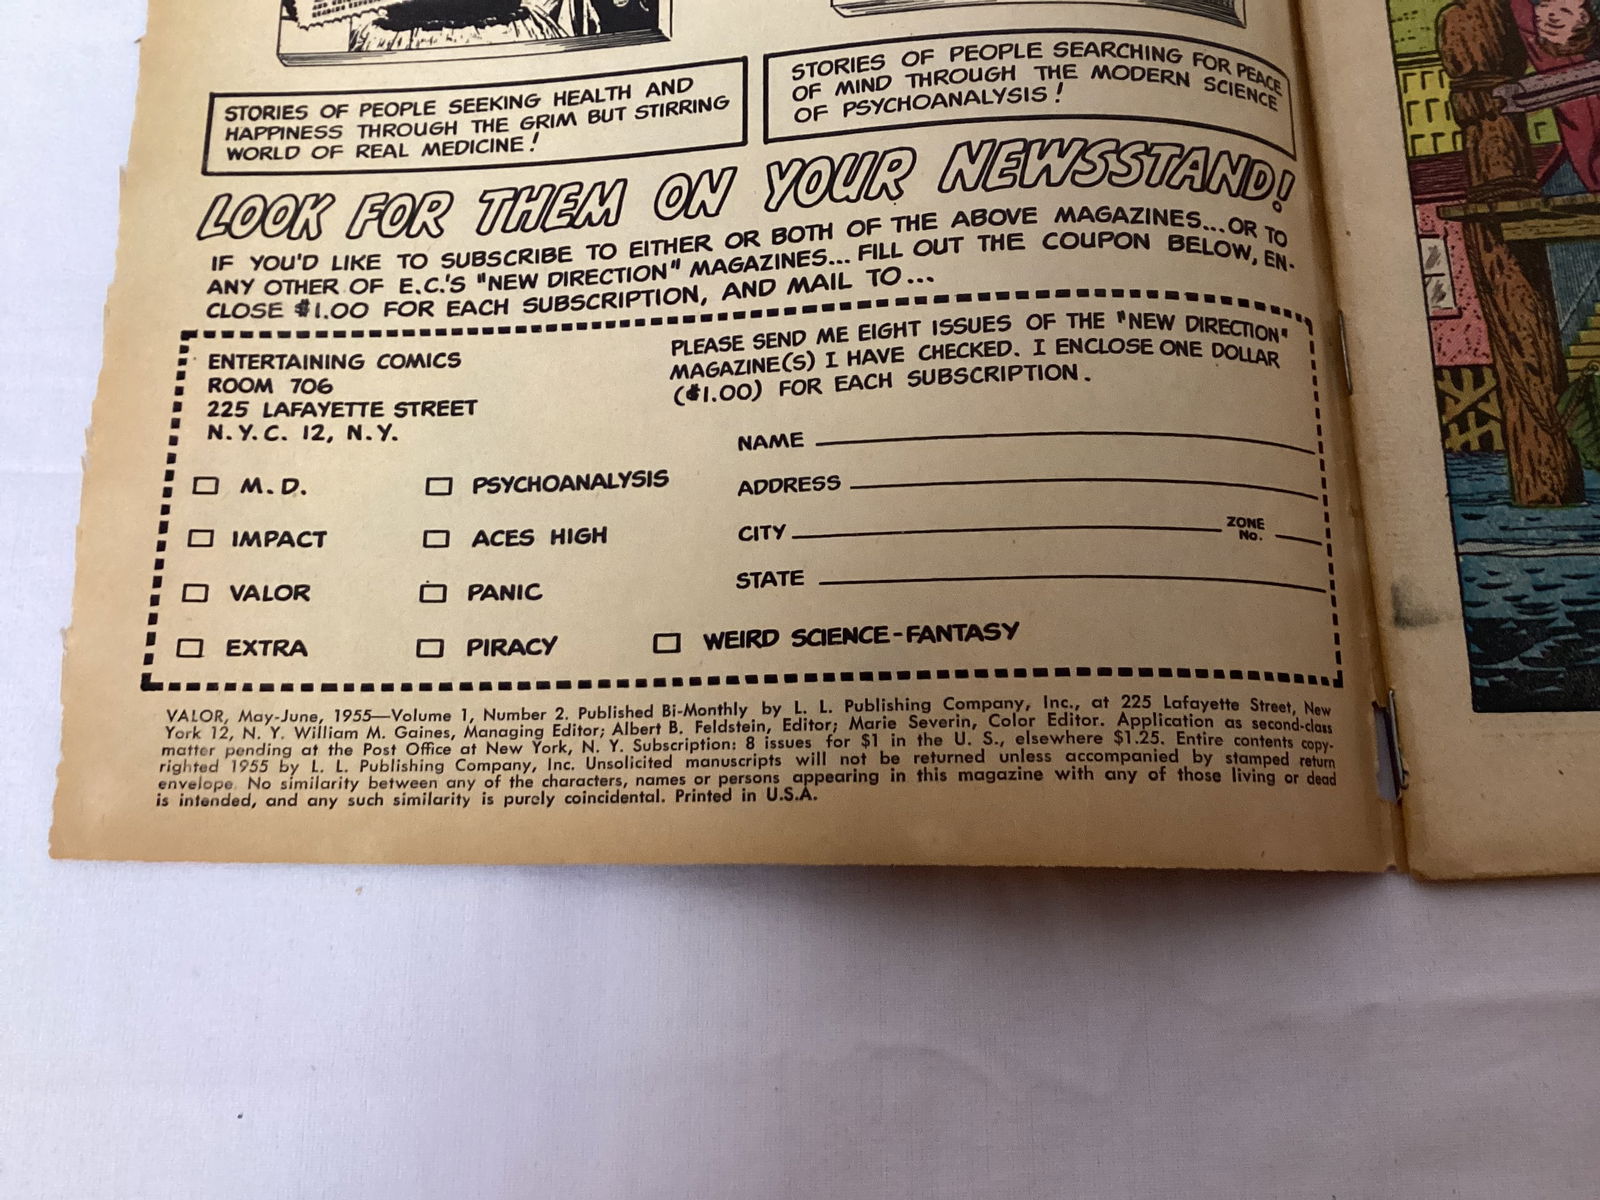 STORIES OF PEOPLE SEEKING HEALTH AND
HAPPINESS THROUGH THE GRIM BUT STIRRING
WORLD OF REAL MEDICINE!
STORIES OF PEOPLE SEARCHING FOR PEACE
OF MIND THROUGH THE MODERN SCIENCE
OF PSYCHOANALYSIS!
LOOK FOR THEM ON YOUR NEWSSTAND!
IF YOU'D LIKE TO SUBSCRIBE TO EITHER OR BOTH OF THE ABOVE MAGAZINES...OR TO
ANY OTHER OF E.C.'S "NEW DIRECTION" MAGAZINES... FILL OUT THE COUPON BELOW, EN-
CLOSE $1.00 FOR EACH SUBSCRIPTION, AND MAIL TO...
ENTERTAINING COMICS
ROOM 706
225 LAFAYETTE STREET
N.Y.C. 12, N.Y.
PLEASE SEND ME EIGHT ISSUES OF THE "NEW DIRECTION"
MAGAZINE(S) I HAVE CHECKED. I ENCLOSE ONE DOLLAR
($1.00) FOR EACH SUBSCRIPTION.
NAME
ADDRESS
CITY ZONE No.
STATE
M.D. PSYCHOANALYSIS
IMPACT ACES HIGH
VALOR PANIC
EXTRA PIRACY WEIRD SCIENCE-FANTASY
VALOR, May-June, 1955—Volume 1, Number 2. Published Bi-Monthly by L. L. Publishing Company, Inc., at 225 Lafayette Street, New
York 12, N. Y. William M. Gaines, Managing Editor; Albert B. Feldstein, Editor; Marie Severin, Color Editor. Application as second-class
matter pending at the Post Office at New York, N. Y. Subscription: 8 issues for $1 in the U. S., elsewhere $1.25. Entire contents copy-
righted 1955 by L. L. Publishing Company, Inc. Unsolicited manuscripts will not be returned unless accompanied by stamped return
envelope. No similarity between any of the characters, names or persons appearing in this magazine with any of those living or dead
is intended, and any such similarity is purely coincidental. Printed in U.S.A.